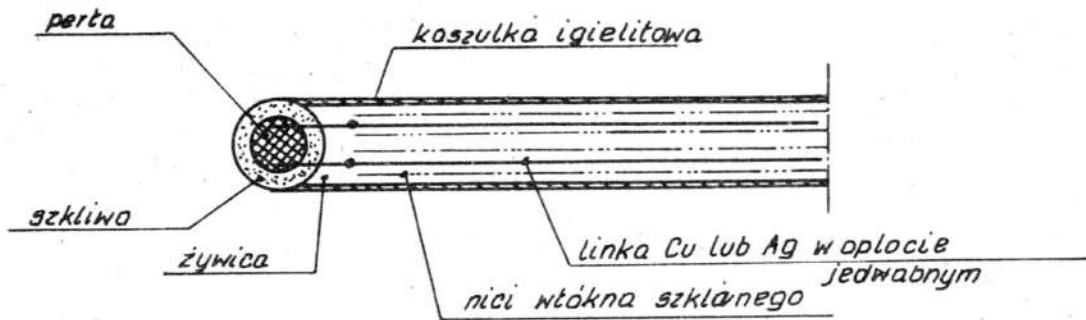 perła
koszulka igielitowa
szkliwo
żywica
linka Cu lub Ag w oplocie
jedwabnym
nici włókna szklanego